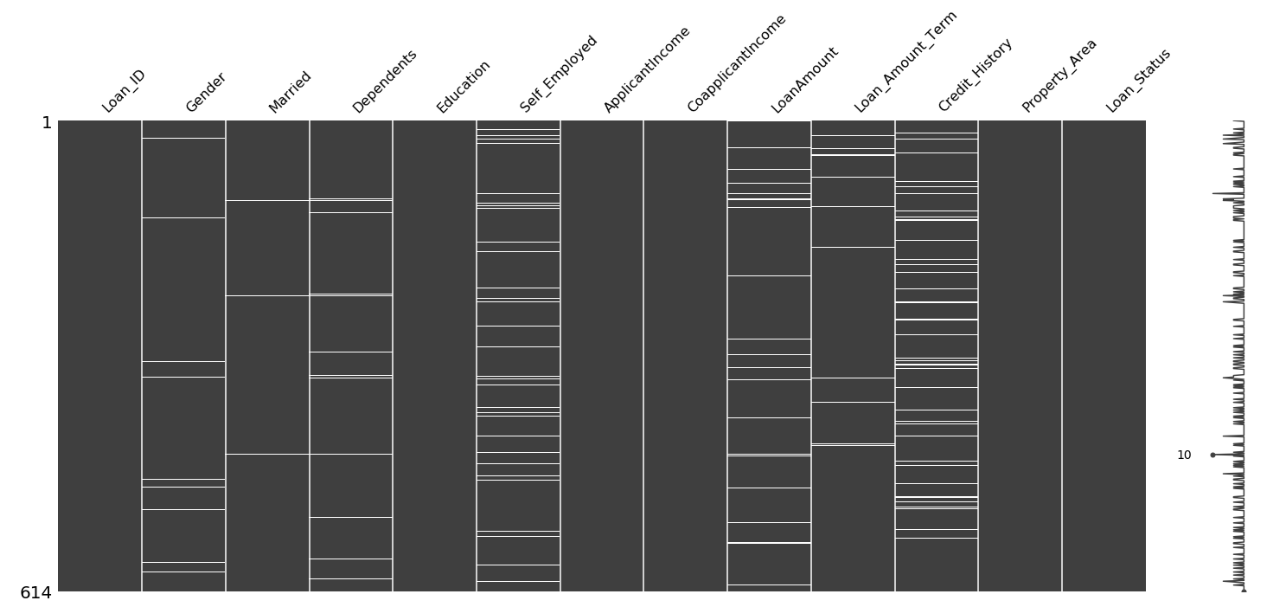 Loan_ID
Gender
Married
Dependents
Education
Self_Employed
ApplicantIncome
CoapplicantIncome
LoanAmount
Loan_Amount_Term
Credit_History
Property_Area
Loan_Status
1
10
614